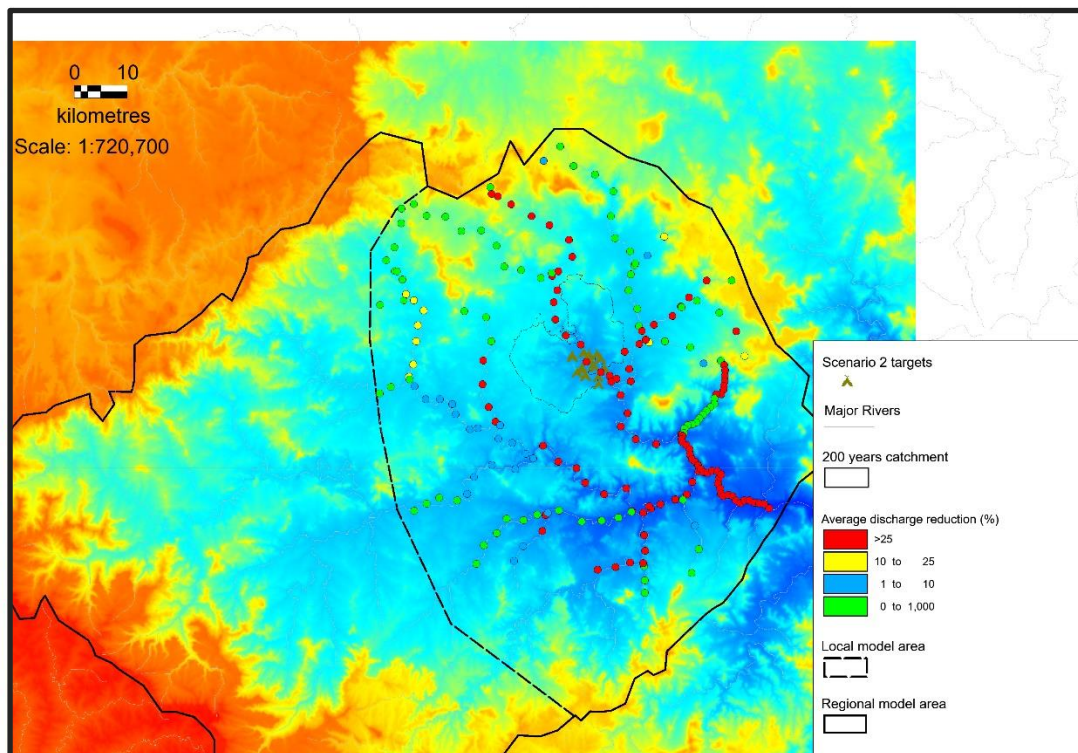 0 10
kilometres
Scale: 1:720,700
Scenario 2 targets
Major Rivers
200 years catchment
Average discharge reduction (%)
>25
10 to 25
1 to 10
0 to 1,000
Local model area
Regional model area